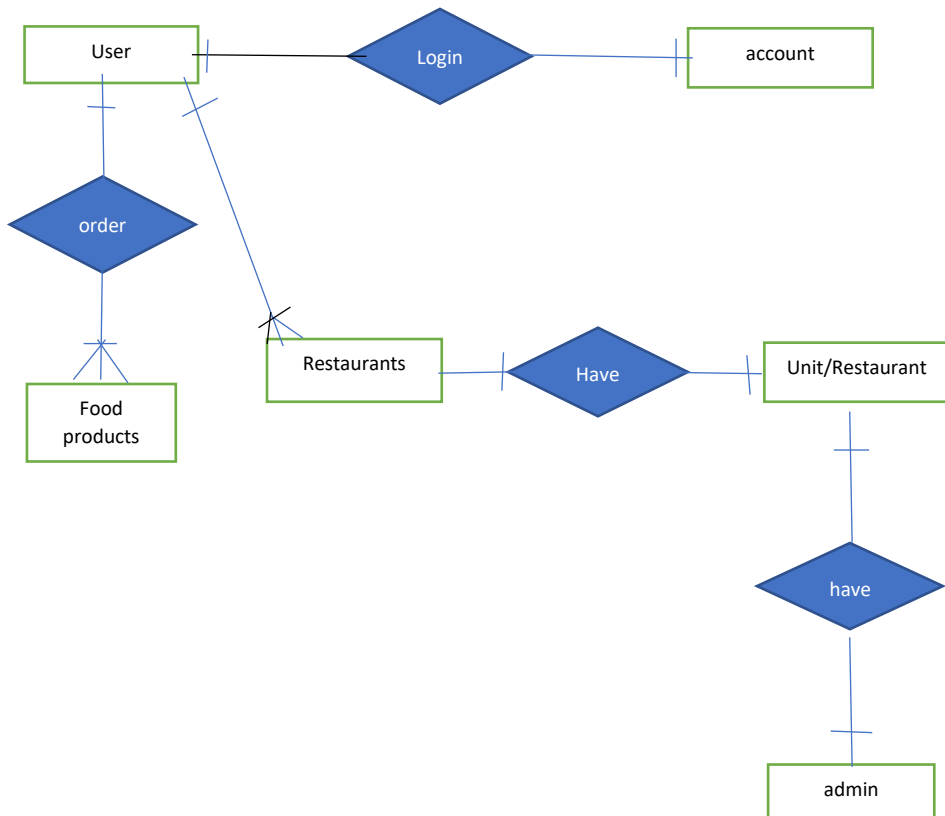 User
Login
account
order
Restaurants
Have
Unit/Restaurant
Food
products
have
admin